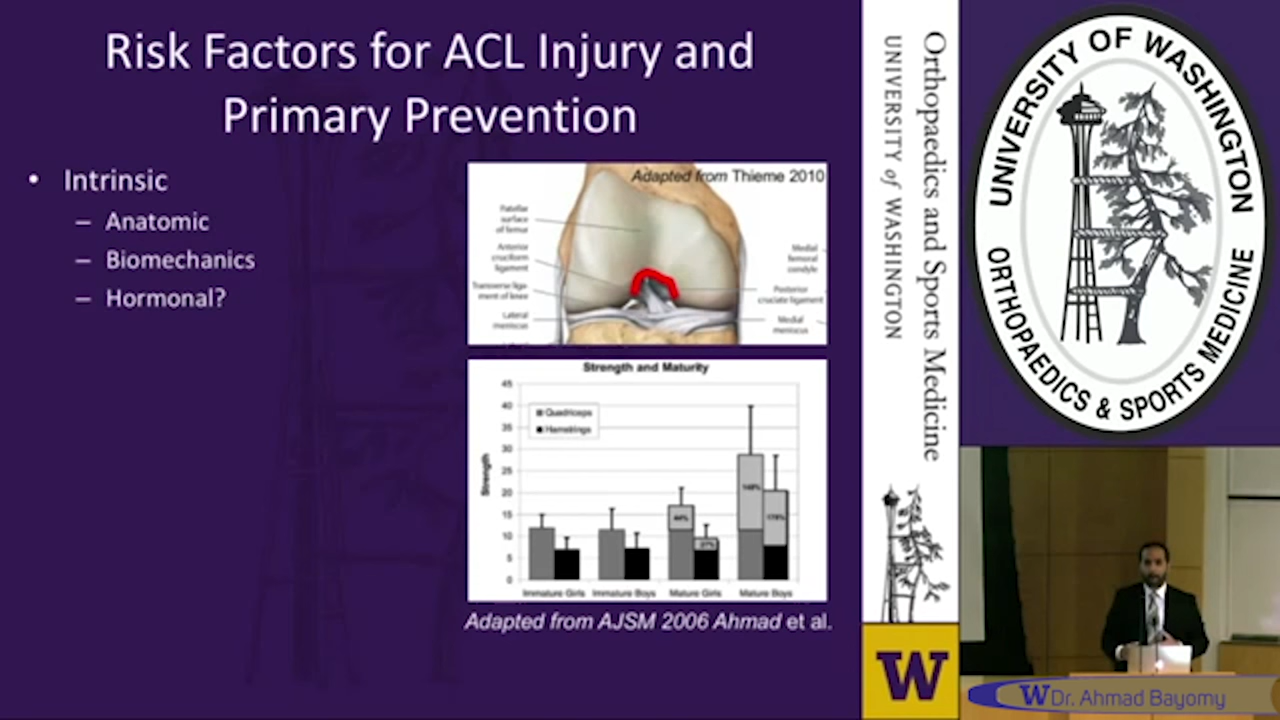 Risk Factors for ACL Injury and
Primary Prevention
• Intrinsic
– Anatomic
– Biomechanics
– Hormonal?
Adapted from Thieme 2010
Patellar
surface
of femur
Anterior
cruciform
ligament
Transverse liga-
ment of knee
Lateral
meniscus
Medial
femoral
condyle
Posterior
cruciate ligament
Medial
meniscus
Strength and Maturity
Strength
45
40
35
30
25
20
15
10
5
0
Quadriceps
Hamstrings
44%
148%
Immature Girls
Immature Boys
Mature Girls
Mature Boys
Adapted from AJSM 2006 Ahmad et al.
Orthopaedics and Sports Medicine
UNIVERSITY of WASHINGTON
W
UNIVERSITY OF WASHINGTON
ORTHOPAEDICS & SPORTS MEDICINE
W Dr. Ahmad Bayomy